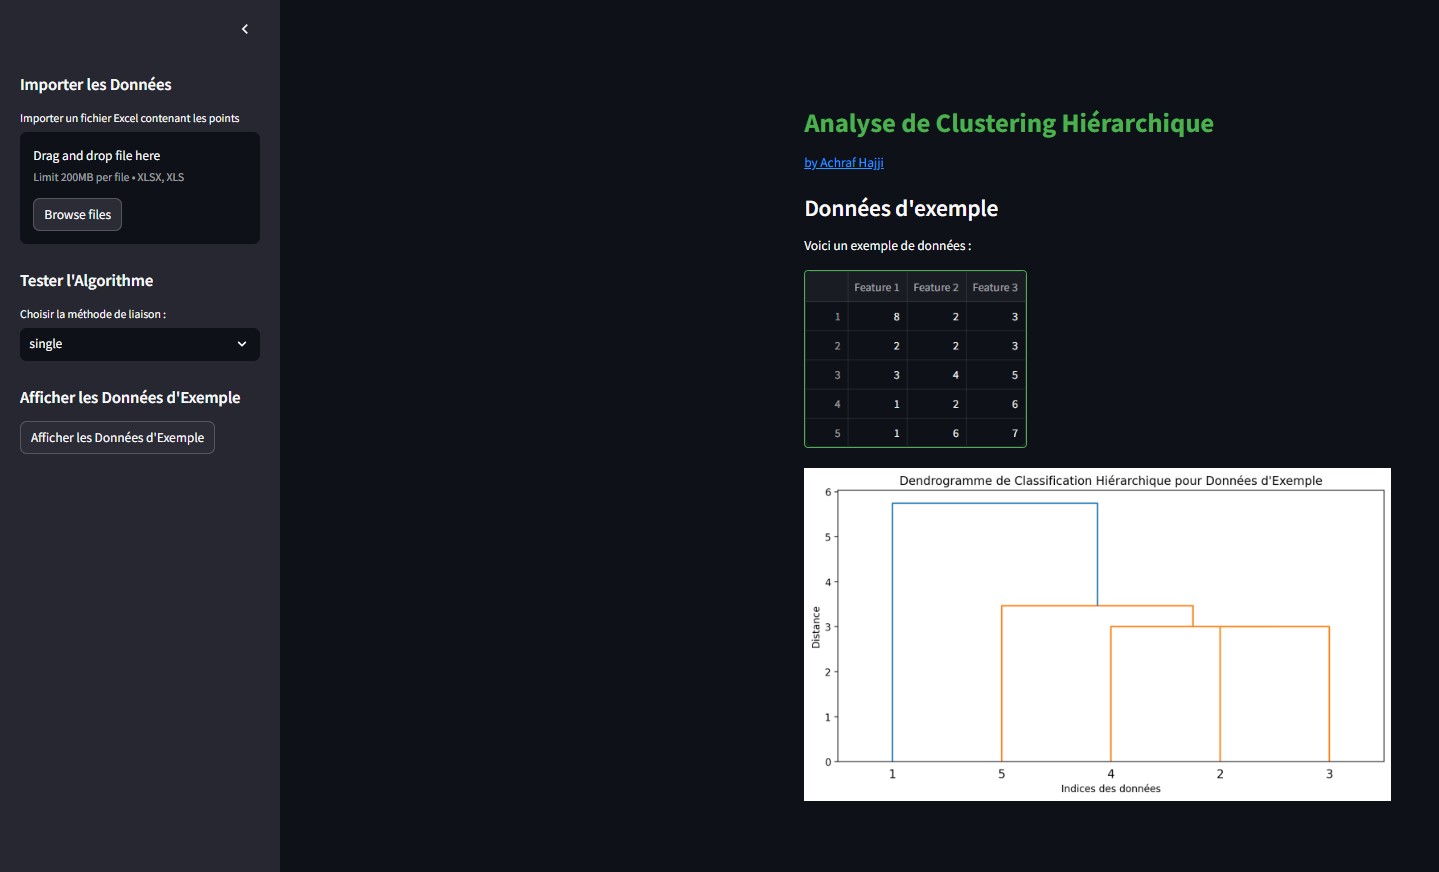 Importer les Données
Importer un fichier Excel contenant les points
Drag and drop file here
Limit 200MB per file • XLSX, XLS
Browse files
Tester l'Algorithme
Choisir la méthode de liaison :
single
Afficher les Données d'Exemple
Afficher les Données d'Exemple
Analyse de Clustering Hiérarchique
by Achraf Hajji
Données d'exemple
Voici un exemple de données :
Feature 1 Feature 2 Feature 3
1 8 2 3
2 2 2 3
3 3 4 5
4 1 2 6
5 1 6 7
Dendrogramme de Classification Hiérarchique pour Données d'Exemple
6
5
4
3
2
1
0
Distance
1 5 4 2 3
Indices des données